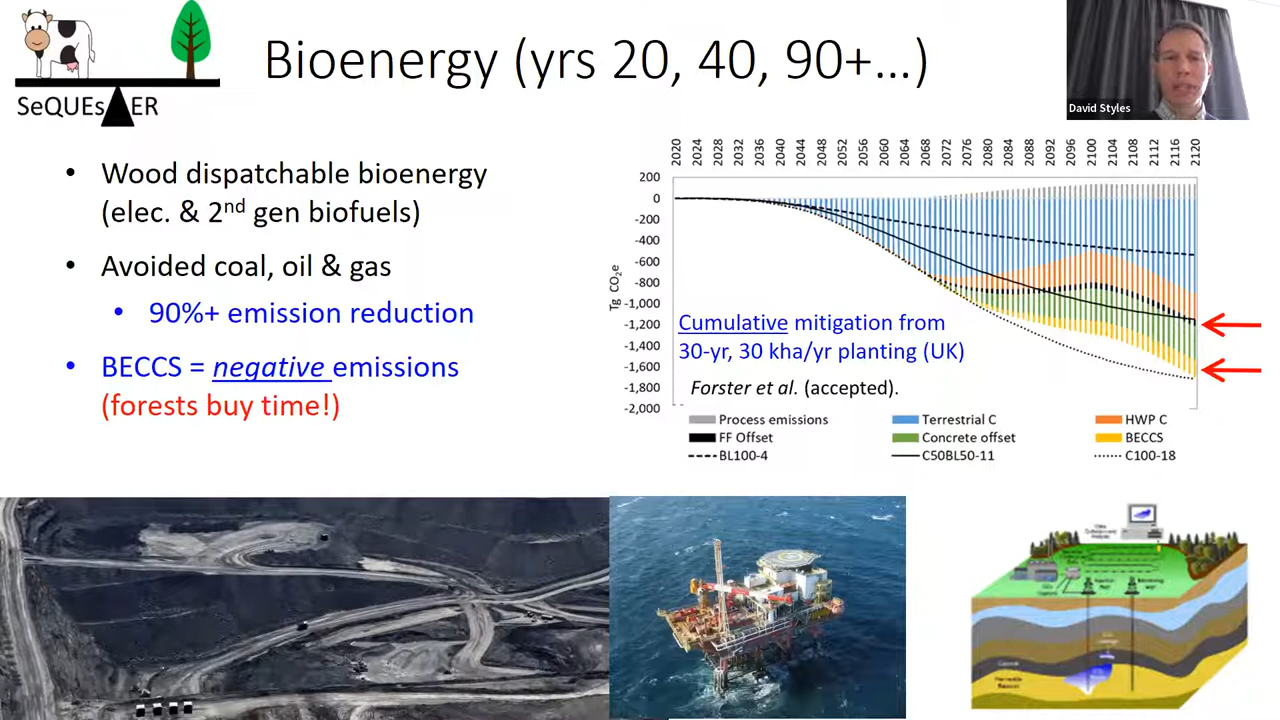 SeQUEsTER
Bioenergy (yrs 20, 40, 90+…)
David Styles
• Wood dispatchable bioenergy
(elec. & 2nd gen biofuels)
• Avoided coal, oil & gas
• 90%+ emission reduction
• BECCS = negative emissions
(forests buy time!)
2020 2024 2028 2032 2036 2040 2044 2048 2052 2056 2060 2064 2068 2072 2076 2080 2084 2088 2092 2096 2100 2104 2108 2112 2116 2120
Tg CO2e
200
0
-200
-400
-600
-800
-1,000
-1,200
-1,400
-1,600
-1,800
-2,000
Cumulative mitigation from
30-yr, 30 kha/yr planting (UK)
Forster et al. (accepted).
Process emissions Terrestrial C HWP C
FF Offset Concrete offset BECCS
BL100-4 C50BL50-11 C100-18